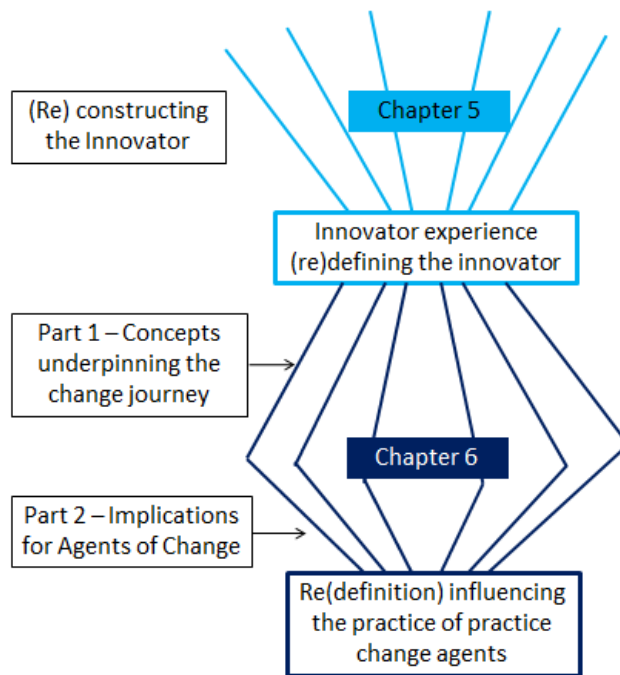 (Re) constructing
the Innovator
Chapter 5
Innovator experience
(re)defining the innovator
Part 1 – Concepts
underpinning the
change journey
Chapter 6
Part 2 – Implications
for Agents of Change
Re(definition) influencing
the practice of practice
change agents